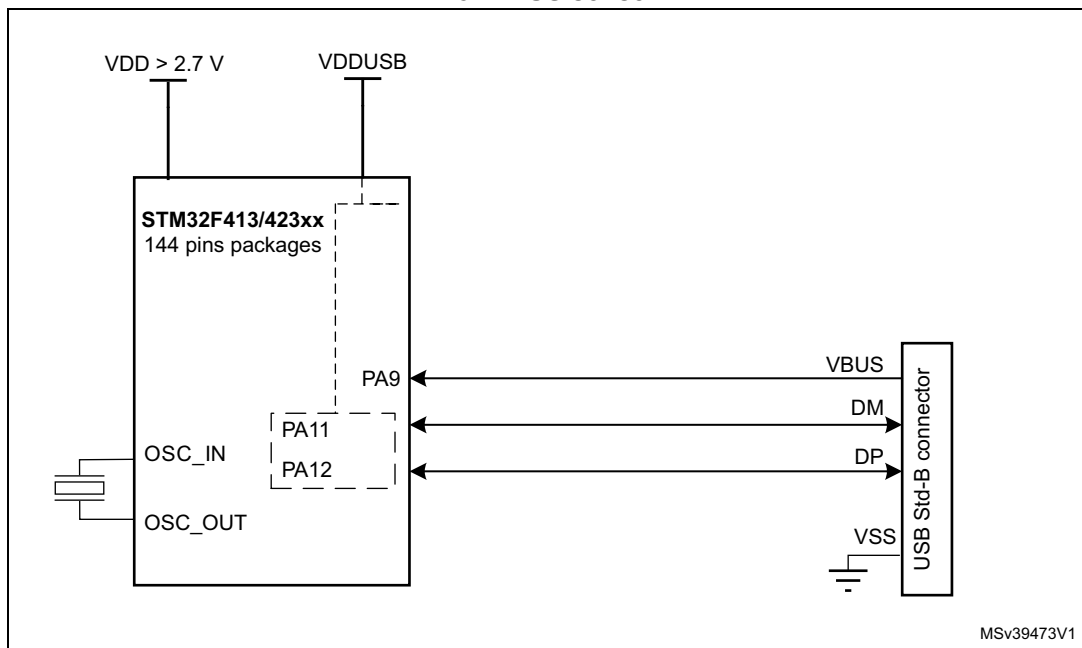 VDD > 2.7 V
VDDUSB
STM32F413/423xx
144 pins packages
PA9
PA11
PA12
OSC_IN
OSC_OUT
VBUS
DM
DP
VSS
USB Std-B connector
MSv39473V1